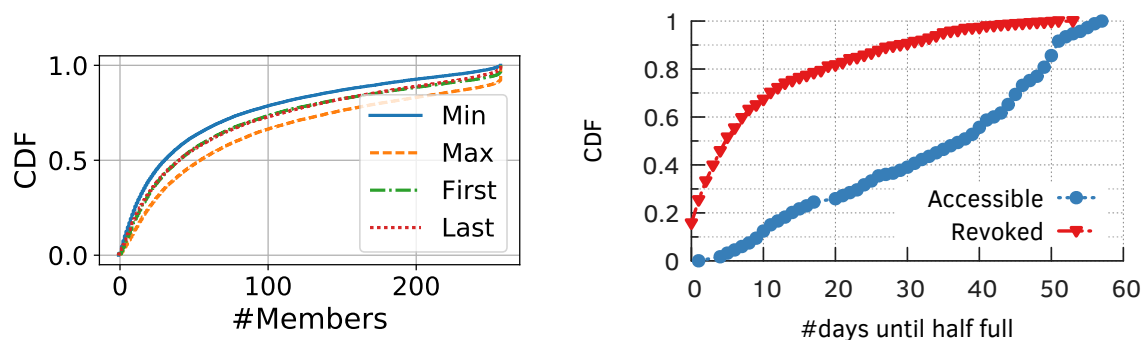 1.0
0.5
0.0
CDF
0
100
200
#Members
Min
Max
First
Last
1
0.8
0.6
0.4
0.2
0
CDF
0
10
20
30
40
50
60
#days until half full
Accessible
Revoked